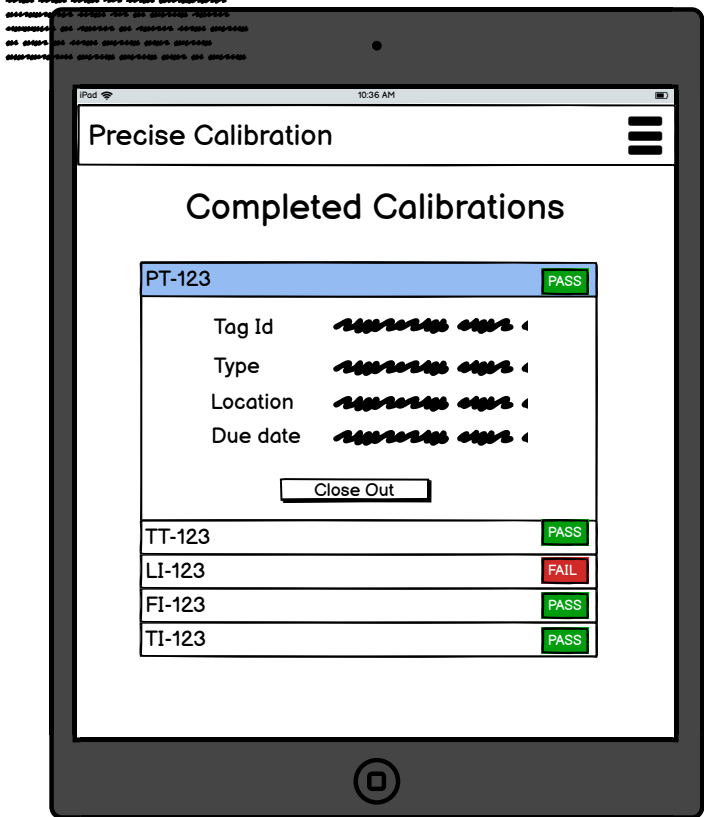 iPad 10:36 AM
Precise Calibration
Completed Calibrations
PT-123 PASS
Tag Id
Type
Location
Due date
Close Out
TT-123 PASS
LI-123 FAIL
FI-123 PASS
TI-123 PASS